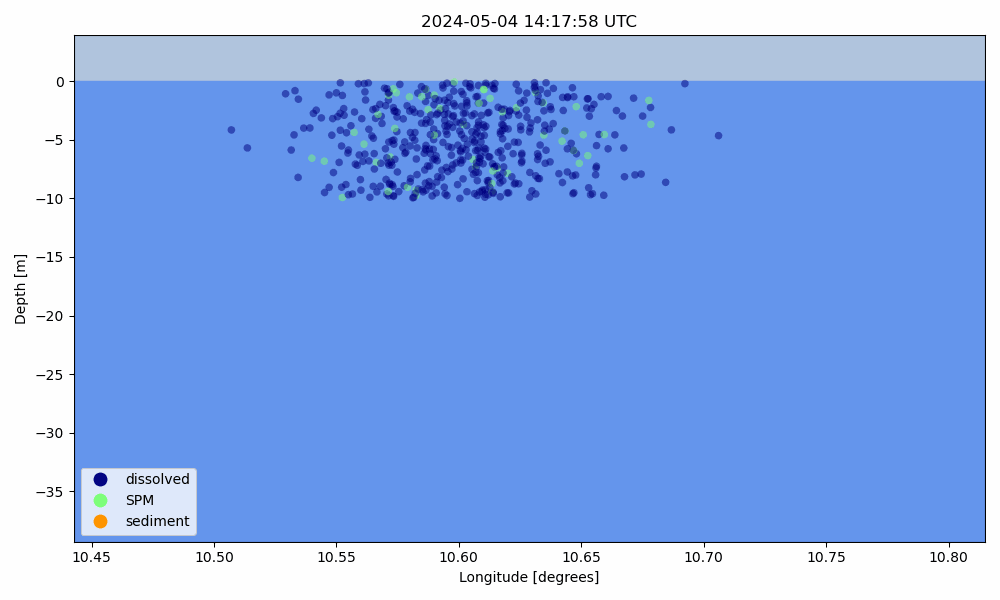 2024-05-04 14:17:58 UTC
0
−5
−10
−15
−20
−25
−30
−35
Depth [m]
dissolved
SPM
sediment
10.45 10.50 10.55 10.60 10.65 10.70 10.75 10.80
Longitude [degrees]